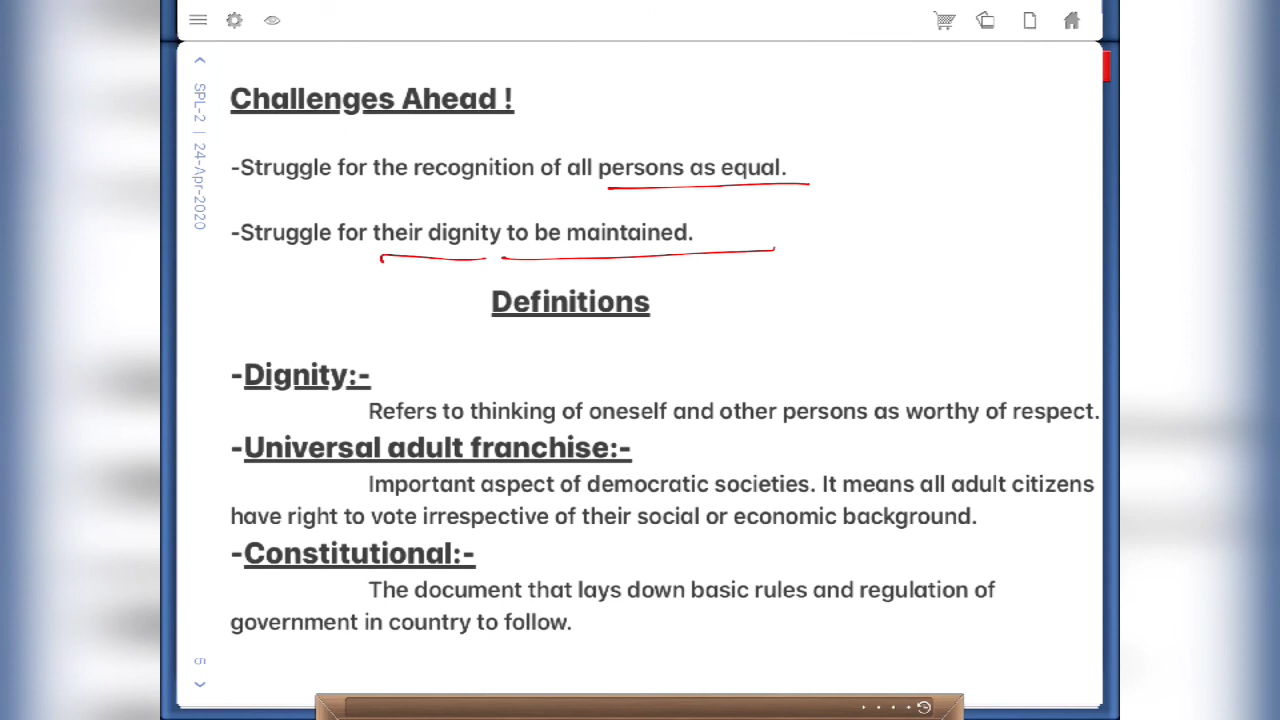 SPL-2 | 24-Apr-2020
Challenges Ahead !
-Struggle for the recognition of all persons as equal.
-Struggle for their dignity to be maintained.
Definitions
-Dignity:-
Refers to thinking of oneself and other persons as worthy of respect.
-Universal adult franchise:-
Important aspect of democratic societies. It means all adult citizens
have right to vote irrespective of their social or economic background.
-Constitutional:-
The document that lays down basic rules and regulation of
government in country to follow.
5